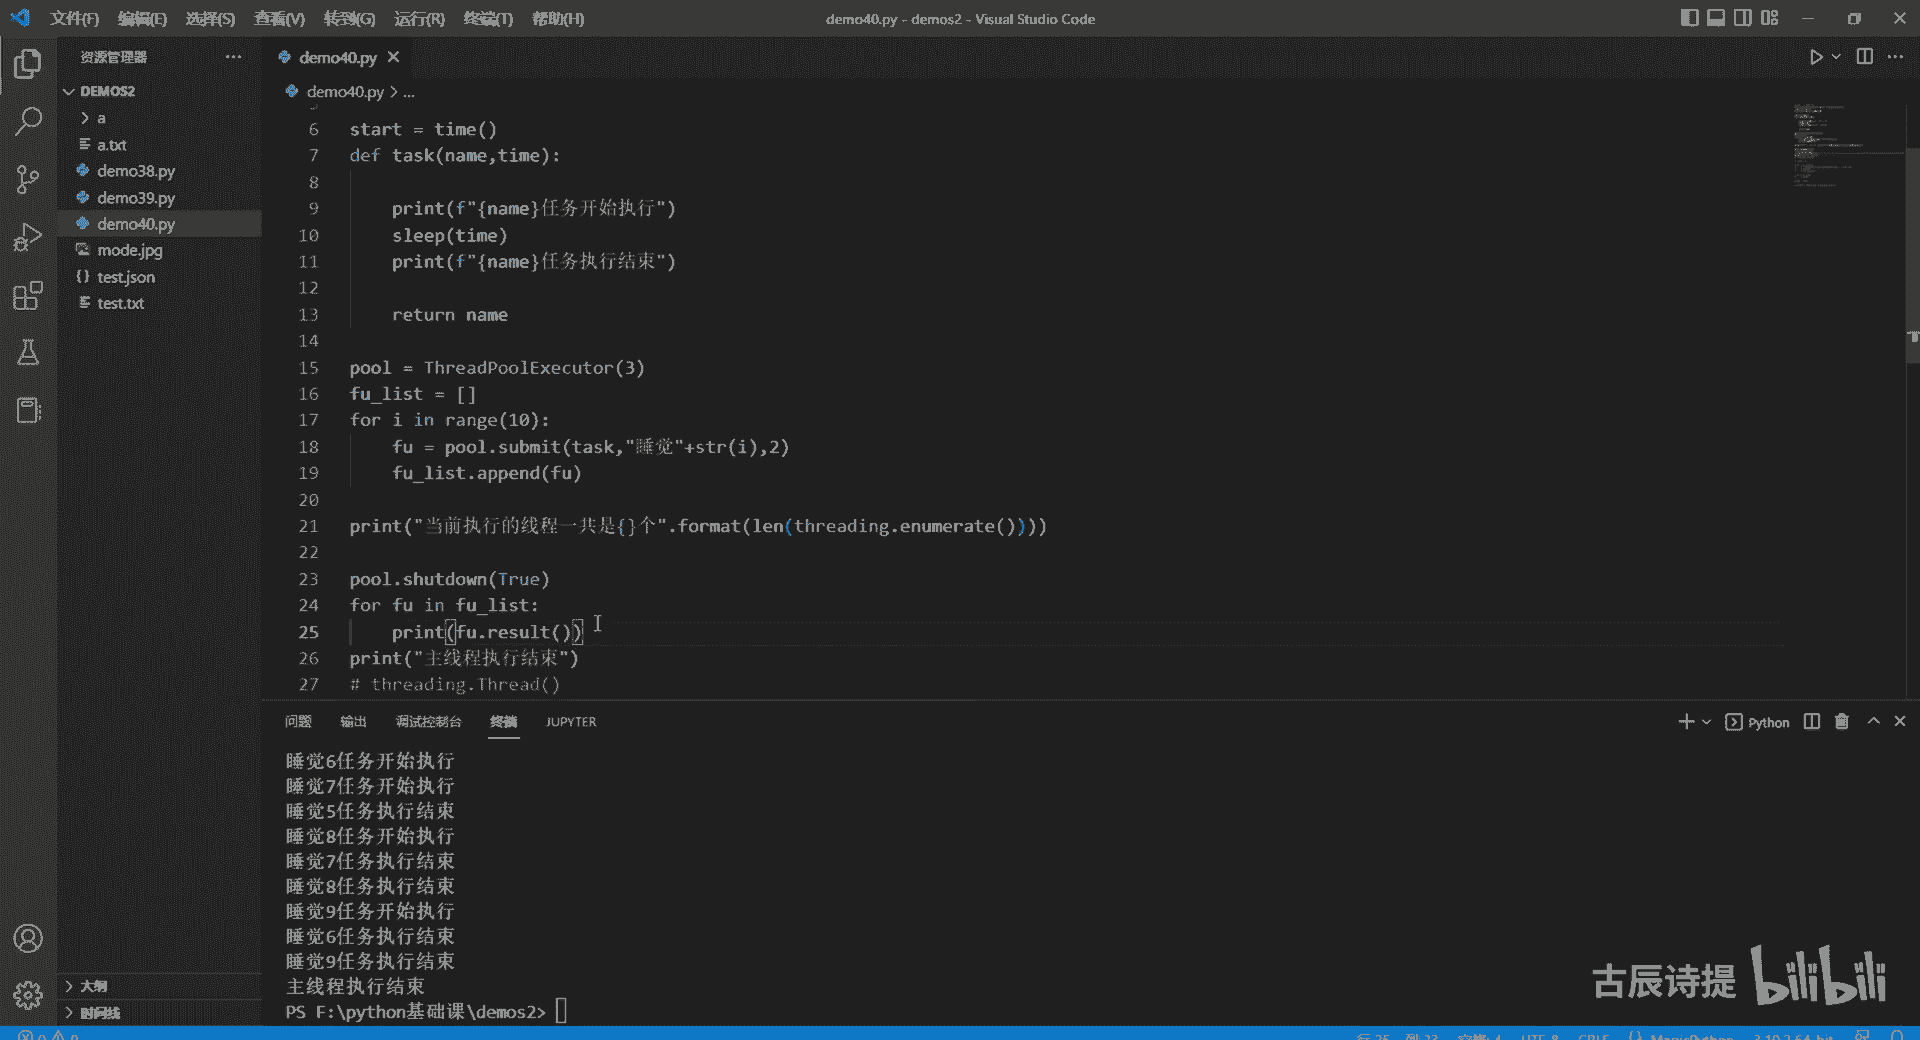 文件(F) 编辑(E) 选择(S) 查看(V) 转到(G) 运行(R) 终端(T) 帮助(H) demo40.py - demos2 - Visual Studio Code
资源管理器
DEMOS2
a
a.txt
demo38.py
demo39.py
demo40.py
mode.jpg
test.json
test.txt
大纲
时间线
demo40.py
demo40.py > ...
6 start = time()
7 def task(name,time):
8
9 print(f"{name}任务开始执行")
10 sleep(time)
11 print(f"{name}任务执行结束")
12
13 return name
14
15 pool = ThreadPoolExecutor(3)
16 fu_list = []
17 for i in range(10):
18 fu = pool.submit(task,"睡觉"+str(i),2)
19 fu_list.append(fu)
20
21 print("当前执行的线程一共是{}个".format(len(threading.enumerate())))
22
23 pool.shutdown(True)
24 for fu in fu_list:
25 print(fu.result())
26 print("主线程执行结束")
27 # threading.Thread()
问题 输出 调试控制台 终端 JUPYTER Python
睡觉6任务开始执行
睡觉7任务开始执行
睡觉5任务执行结束
睡觉8任务开始执行
睡觉7任务执行结束
睡觉8任务执行结束
睡觉9任务开始执行
睡觉6任务执行结束
睡觉9任务执行结束
主线程执行结束
PS F:\python基础课\demos2>
古辰诗提 bilibili